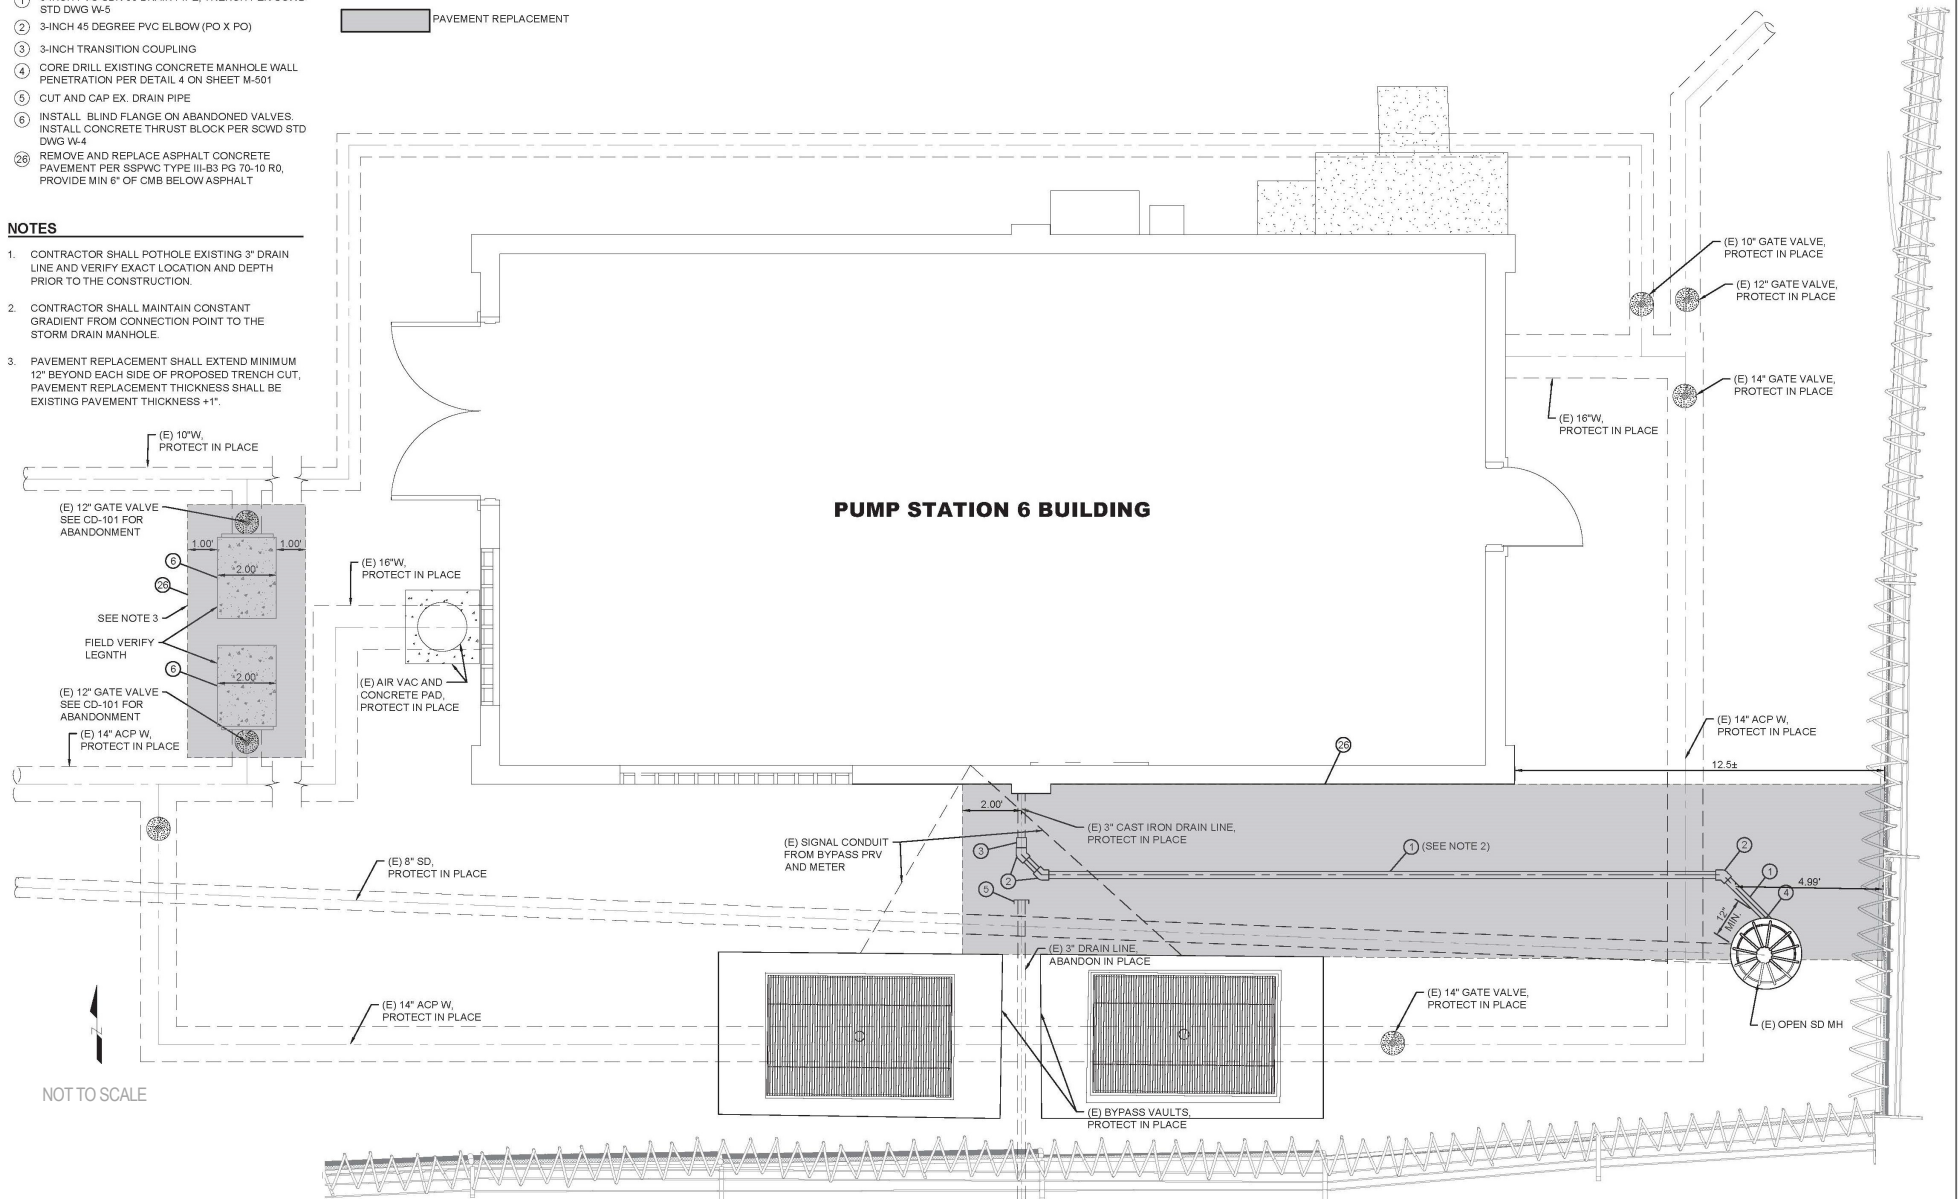 1
STD DWG W-5
2 3-INCH 45 DEGREE PVC ELBOW (PO X PO)
3 3-INCH TRANSITION COUPLING
4 CORE DRILL EXISTING CONCRETE MANHOLE WALL
PENETRATION PER DETAIL 4 ON SHEET M-501
5 CUT AND CAP EX. DRAIN PIPE
6 INSTALL BLIND FLANGE ON ABANDONED VALVES.
INSTALL CONCRETE THRUST BLOCK PER SCWD STD
DWG W-4
26 REMOVE AND REPLACE ASPHALT CONCRETE
PAVEMENT PER SSPWC TYPE III-B3 PG 70-10 R0,
PROVIDE MIN 6" OF CMB BELOW ASPHALT
PAVEMENT REPLACEMENT
NOTES
1. CONTRACTOR SHALL POTHOLE EXISTING 3" DRAIN
LINE AND VERIFY EXACT LOCATION AND DEPTH
PRIOR TO THE CONSTRUCTION.
2. CONTRACTOR SHALL MAINTAIN CONSTANT
GRADIENT FROM CONNECTION POINT TO THE
STORM DRAIN MANHOLE.
3. PAVEMENT REPLACEMENT SHALL EXTEND MINIMUM
12" BEYOND EACH SIDE OF PROPOSED TRENCH CUT,
PAVEMENT REPLACEMENT THICKNESS SHALL BE
EXISTING PAVEMENT THICKNESS +1".
(E) 10" GATE VALVE,
PROTECT IN PLACE
(E) 12" GATE VALVE,
PROTECT IN PLACE
(E) 14" GATE VALVE,
PROTECT IN PLACE
(E) 16"W,
PROTECT IN PLACE
(E) 10"W,
PROTECT IN PLACE
(E) 12" GATE VALVE
SEE CD-101 FOR
ABANDONMENT
1.00'
1.00'
2.00'
6
26
SEE NOTE 3
FIELD VERIFY
LEGNTH
6
2.00'
(E) 12" GATE VALVE
SEE CD-101 FOR
ABANDONMENT
(E) 14" ACP W,
PROTECT IN PLACE
(E) 16"W,
PROTECT IN PLACE
(E) AIR VAC AND
CONCRETE PAD,
PROTECT IN PLACE
PUMP STATION 6 BUILDING
26
(E) 14" ACP W,
PROTECT IN PLACE
12.5±
2.00'
(E) 3" CAST IRON DRAIN LINE,
PROTECT IN PLACE
(E) SIGNAL CONDUIT
FROM BYPASS PRV
AND METER
3
2
5
1 (SEE NOTE 2)
2
1
4.99'
4
12"
MIN.
(E) 8" SD,
PROTECT IN PLACE
(E) 3" DRAIN LINE,
ABANDON IN PLACE
(E) 14" ACP W,
PROTECT IN PLACE
(E) 14" GATE VALVE,
PROTECT IN PLACE
(E) OPEN SD MH
(E) BYPASS VAULTS,
PROTECT IN PLACE
N
NOT TO SCALE